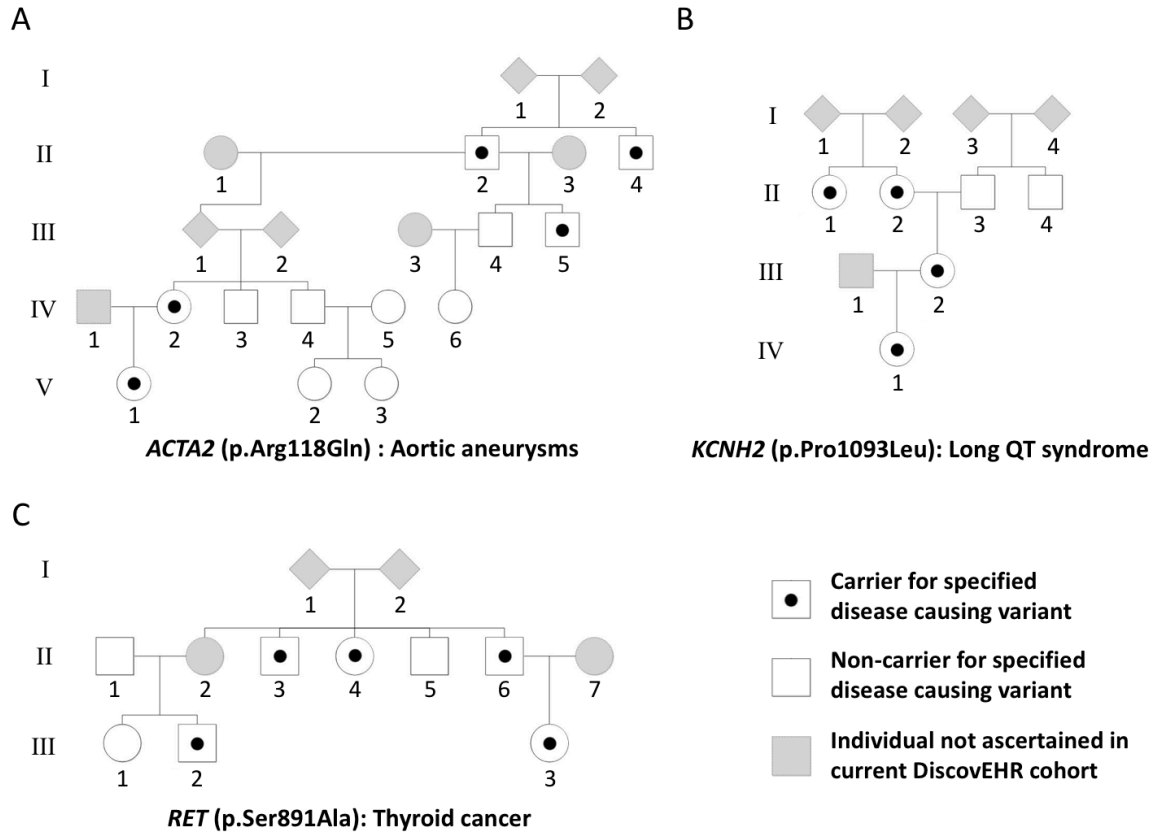 A
I
1 2
II
1 2 3 4
III
1 2 3 4 5
IV
1 2 3 4 5 6
V
1 2 3
ACTA2 (p.Arg118Gln) : Aortic aneurysms
B
I
1 2 3 4
II
1 2 3 4
III
1 2
IV
1
KCNH2 (p.Pro1093Leu): Long QT syndrome
C
I
1 2
II
1 2 3 4 5 6 7
III
1 2 3
RET (p.Ser891Ala): Thyroid cancer
Carrier for specified
disease causing variant
Non-carrier for specified
disease causing variant
Individual not ascertained in
current DiscovEHR cohort